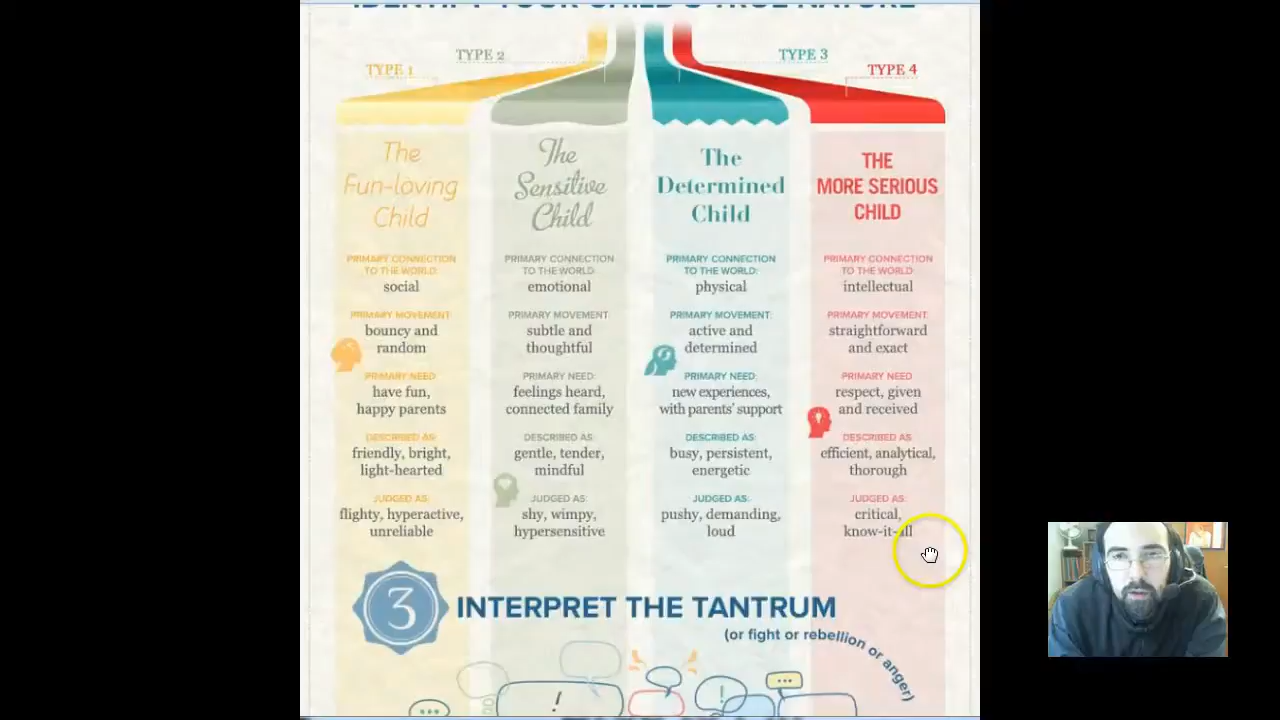 IDENTIFY YOUR CHILD'S TRUE NATURE
TYPE 1
TYPE 2
TYPE 3
TYPE 4
The
Fun-loving
Child
PRIMARY CONNECTION
TO THE WORLD:
social
PRIMARY MOVEMENT:
bouncy and
random
PRIMARY NEED
have fun,
happy parents
DESCRIBED AS:
friendly, bright,
light-hearted
JUDGED AS:
flighty, hyperactive,
unreliable
The
Sensitive
Child
PRIMARY CONNECTION
TO THE WORLD
emotional
PRIMARY MOVEMENT
subtle and
thoughtful
PRIMARY NEED:
feelings heard,
connected family
DESCRIBED AS:
gentle, tender,
mindful
JUDGED AS:
shy, wimpy,
hypersensitive
The
Determined
Child
PRIMARY CONNECTION
TO THE WORLD:
physical
PRIMARY MOVEMENT:
active and
determined
PRIMARY NEED:
new experiences,
with parents' support
DESCRIBED AS:
busy, persistent,
energetic
JUDGED AS:
pushy, demanding,
loud
THE
MORE SERIOUS
CHILD
PRIMARY CONNECTION
TO THE WORLD
intellectual
PRIMARY MOVEMENT:
straightforward
and exact
PRIMARY NEED
respect, given
and received
DESCRIBED AS
efficient, analytical,
thorough
JUDGED AS:
critical,
know-it-all
3
INTERPRET THE TANTRUM
(or fight or rebellion or anger)
...
!
!
...